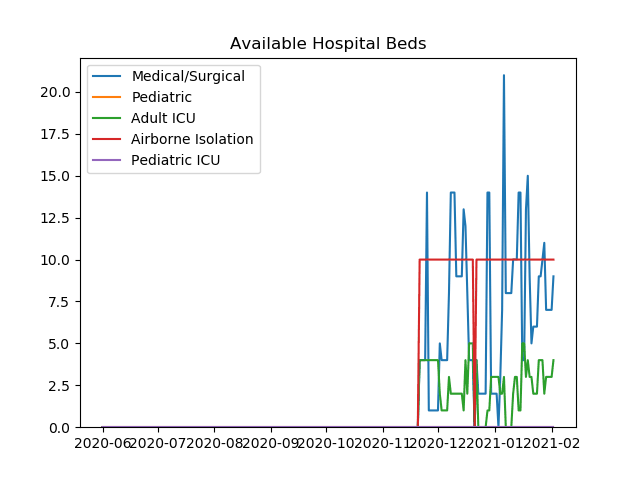 Available Hospital Beds
Medical/Surgical
Pediatric
Adult ICU
Airborne Isolation
Pediatric ICU
20.0
17.5
15.0
12.5
10.0
7.5
5.0
2.5
0.0
2020-06 2020-07 2020-08 2020-09 2020-10 2020-11 2020-12 2021-01 2021-02